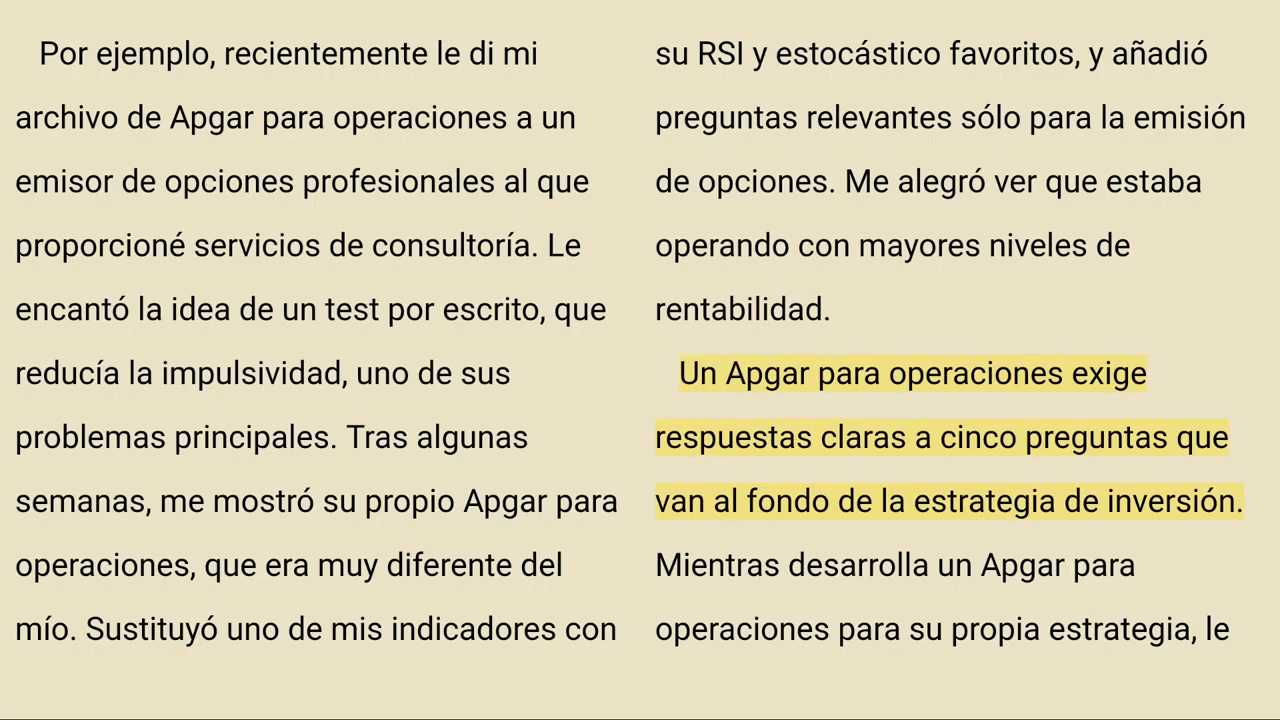 Por ejemplo, recientemente le di mi
archivo de Apgar para operaciones a un
emisor de opciones profesionales al que
proporcioné servicios de consultoría. Le
encantó la idea de un test por escrito, que
reducía la impulsividad, uno de sus
problemas principales. Tras algunas
semanas, me mostró su propio Apgar para
operaciones, que era muy diferente del
mío. Sustituyó uno de mis indicadores con
su RSI y estocástico favoritos, y añadió
preguntas relevantes sólo para la emisión
de opciones. Me alegró ver que estaba
operando con mayores niveles de
rentabilidad.
Un Apgar para operaciones exige
respuestas claras a cinco preguntas que
van al fondo de la estrategia de inversión.
Mientras desarrolla un Apgar para
operaciones para su propia estrategia, le